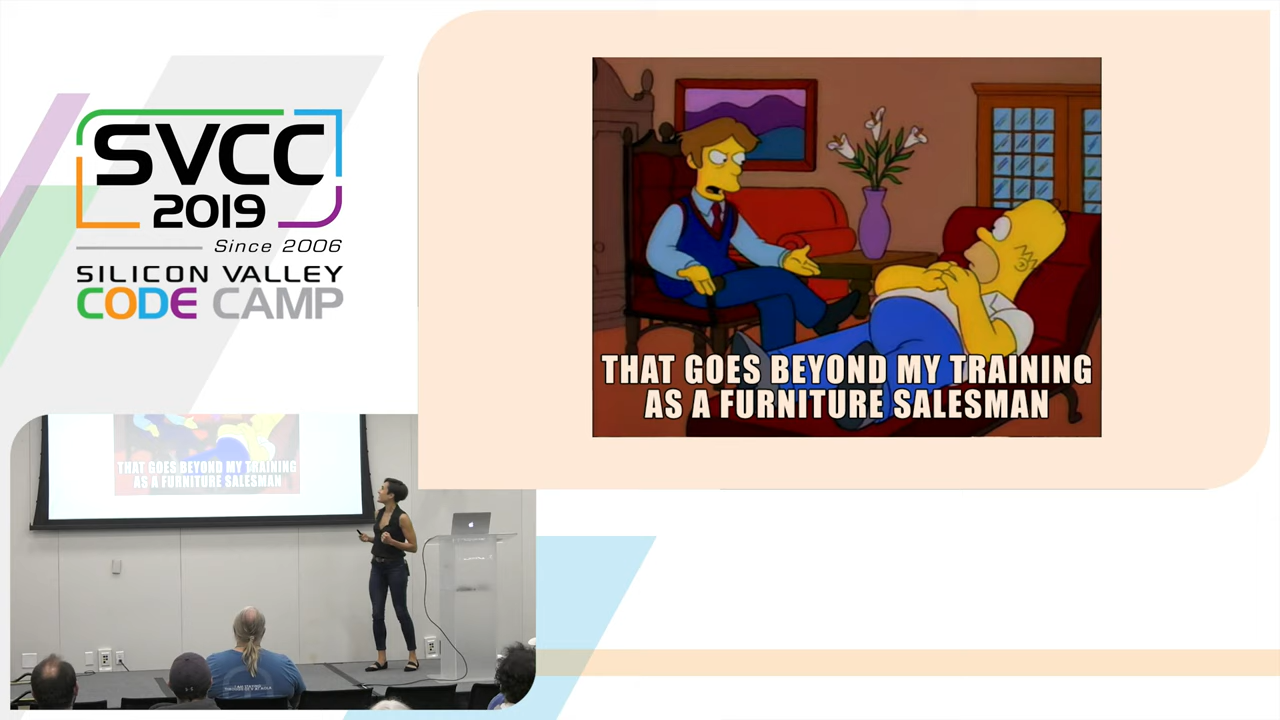 SVCC
2019
Since 2006
SILICON VALLEY
CODE CAMP
THAT GOES BEYOND MY TRAINING
AS A FURNITURE SALESMAN
THAT GOES BEYOND MY TRAINING
AS A FURNITURE SALESMAN